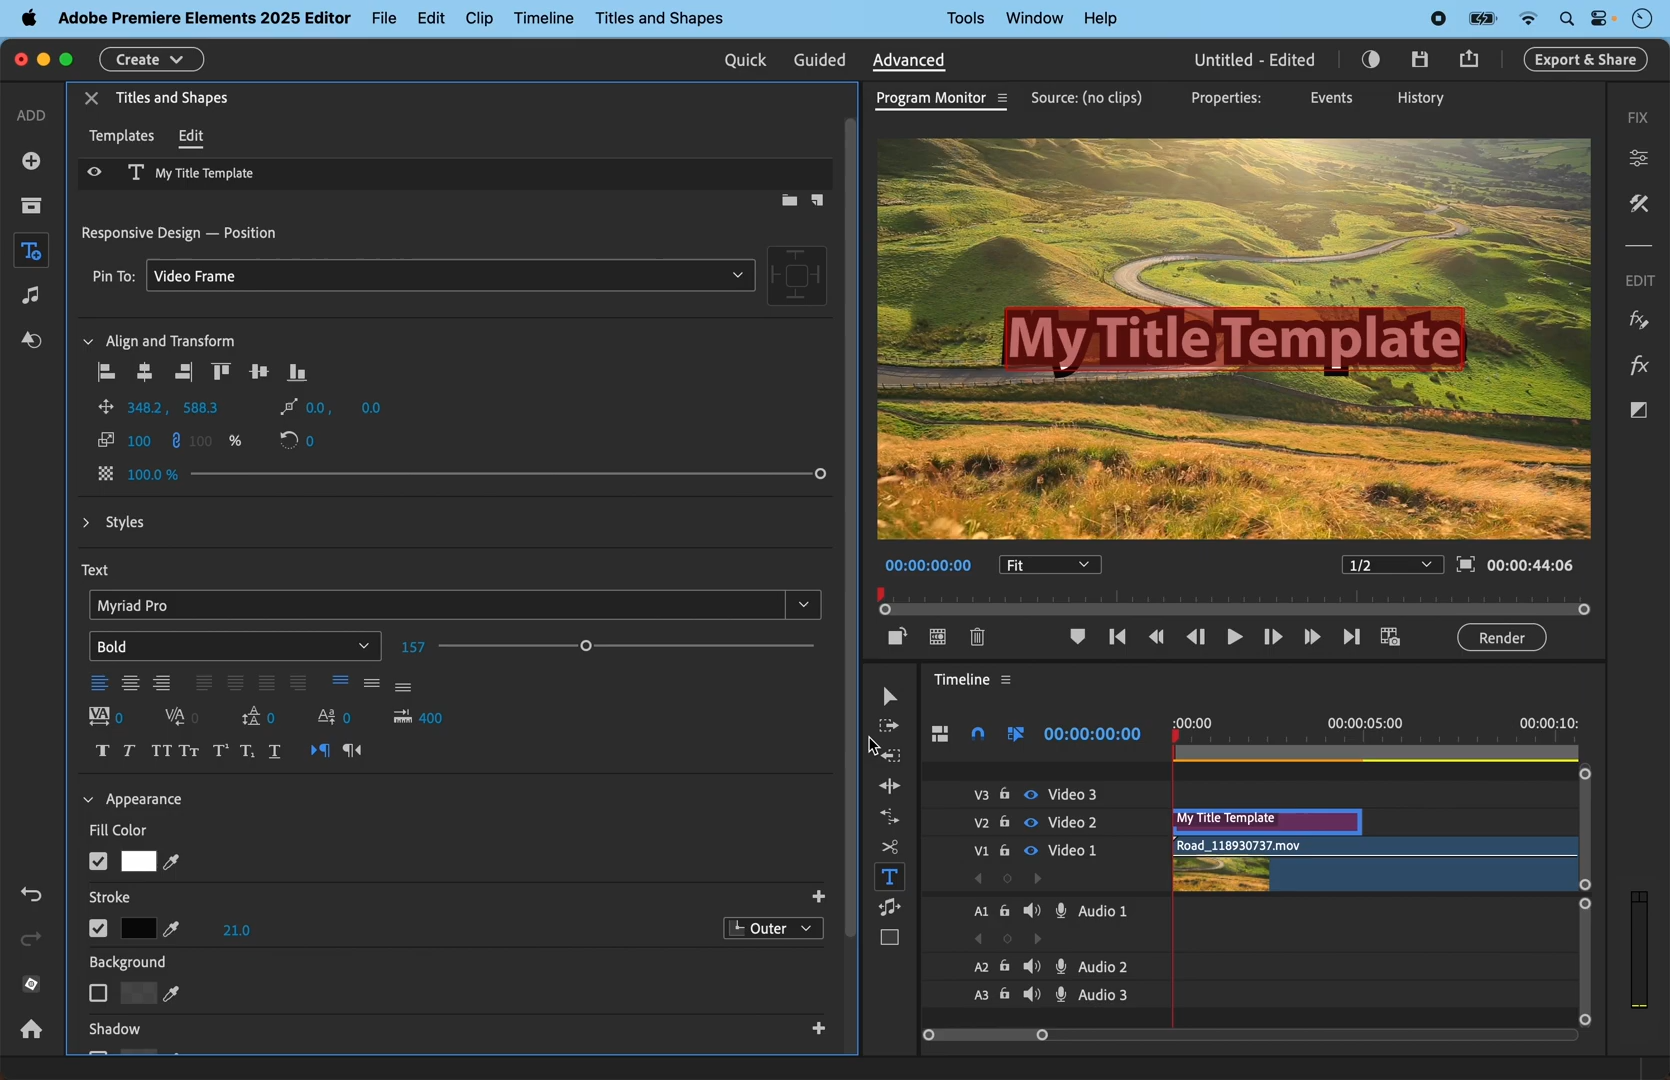 Adobe Premiere Elements 2025 Editor File Edit Clip Timeline Titles and Shapes Tools Window Help
Create Quick Guided Advanced Untitled - Edited Export & Share
ADD
Titles and Shapes
Templates Edit
My Title Template
Responsive Design — Position
Pin To: Video Frame
Align and Transform
348.2 , 588.3 0.0 , 0.0
100 100 % 0
100.0 %
Styles
Text
Myriad Pro
Bold 157
0 0 0 0 400
Appearance
Fill Color
Stroke
21.0 Outer
Background
Shadow
Program Monitor Source: (no clips) Properties: Events History
My Title Template
00:00:00:00 Fit 1/2 00:00:44:06
Render
Timeline
00:00:00:00 :00:00 00:00:05:00 00:00:10:
V3 Video 3
V2 Video 2 My Title Template
V1 Video 1 Road_118930737.mov
A1 Audio 1
A2 Audio 2
A3 Audio 3
FIX
EDIT